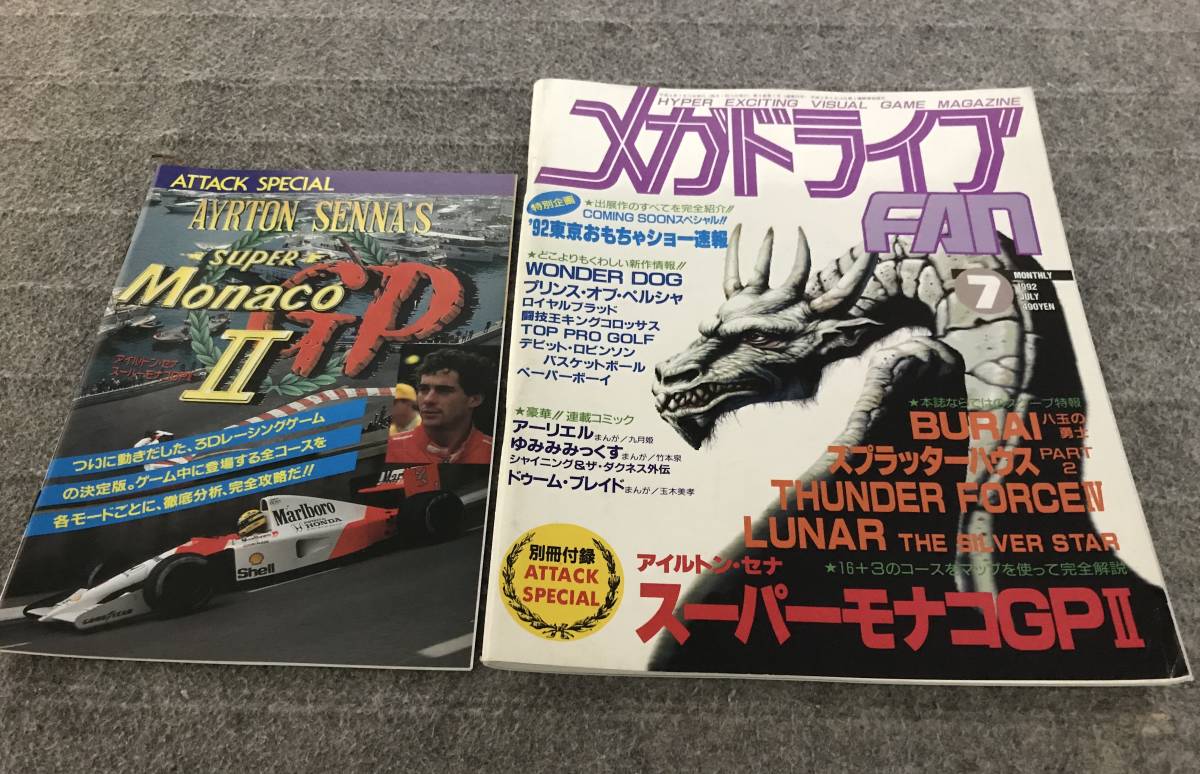 ATTACK SPECIAL
AYRTON SENNA'S
SUPER
Monaco
GP
II
アイルトン・セナ
スーパーモナコGPⅡ
ついに動きだした、3Dレーシングゲーム
の決定版。ゲーム中に登場する全コースを
各モードごとに、徹底分析、完全攻略だ!!
Marlboro
HONDA
Shell
GOODYEAR
HYPER EXCITING VISUAL GAME MAGAZINE
メガドライブ
FAN
特別企画
★出展作のすべてを完全紹介!!
COMING SOONスペシャル!!
'92東京おもちゃショー速報
7
MONTHLY
1992
JULY
490YEN
★どこよりもくわしい新作情報!!
WONDER DOG
プリンス・オブ・ペルシャ
ロイヤルブラッド
闘技王キングコロッサス
TOP PRO GOLF
デビット・ロビンソン
バスケットボール
ペーパーボーイ
★豪華!!連載コミック
アーリエル まんが/九月姫
ゆみみみっくす まんが/竹本泉
シャイニング&ザ・ダクネス外伝
ドゥーム・ブレイド まんが/玉木美孝
★本誌ならではのスクープ特報
BURAI 八玉の勇士
スプラッターハウス PART 2
THUNDER FORCEⅣ
LUNAR THE SILVER STAR
別冊付録
ATTACK
SPECIAL
★16+3のコースをマップを使って完全解説
アイルトン・セナ
スーパーモナコGPⅡ